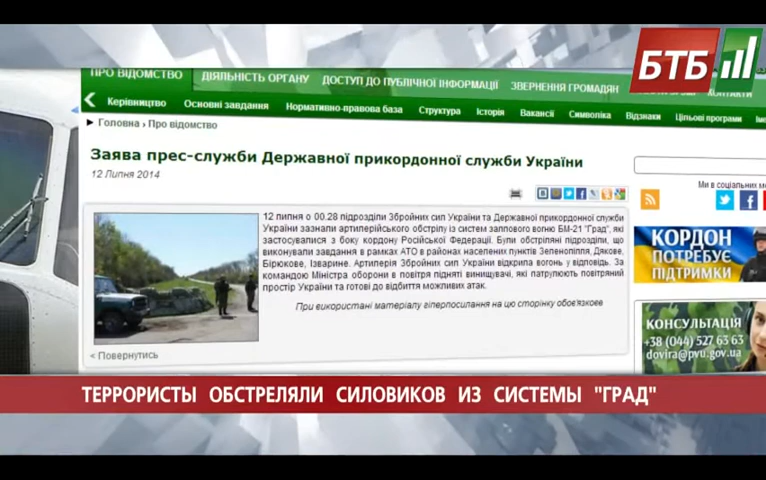 БТБ
ПРО ВІДОМСТВО ДІЯЛЬНІСТЬ ОРГАНУ ДОСТУП ДО ПУБЛІЧНОЇ ІНФОРМАЦІЇ ЗВЕРНЕННЯ ГРОМАДЯН
Керівництво Основні завдання Нормативно-правова база Структура Історія Вакансії Символіка Відзнаки Цільові програми
Головна › Про відомство
Заява прес-служби Державної прикордонної служби України
12 Липня 2014
Ми в соціальних
12 липня о 00.28 підрозділи Збройних сил України та Державної прикордонної служби
України зазнали артилерійського обстрілу із систем залпового вогню БМ-21 "Град", які
застосувалися з боку кордону Російської Федерації. Були обстріляні підрозділи, що
виконували завдання в рамках АТО в районах населених пунктів Зеленопілля, Дякове,
Бірюкове, Ізварине. Артилерія Збройних сил України відкрила вогонь у відповідь. За
командою Міністра оборони в повітря підняті винищувачі, які патрулюють повітряний
простір України та готові до відбиття можливих атак.
При використані матеріалу гіперпосилання на цю сторінку обов'язкове
< Повернутись
КОРДОН
ПОТРЕБУЄ
ПІДТРИМКИ
КОНСУЛЬТАЦІЯ
+38 (044) 527 63 63
dovira@pvu.gov.ua
ТЕРРОРИСТЫ ОБСТРЕЛЯЛИ СИЛОВИКОВ ИЗ СИСТЕМЫ "ГРАД"